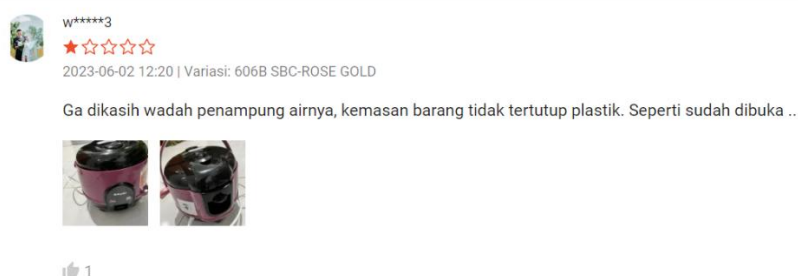 w*****3
2023-06-02 12:20 | Variasi: 606B SBC-ROSE GOLD
Ga dikasih wadah penampung airnya, kemasan barang tidak tertutup plastik. Seperti sudah dibuka ..
1